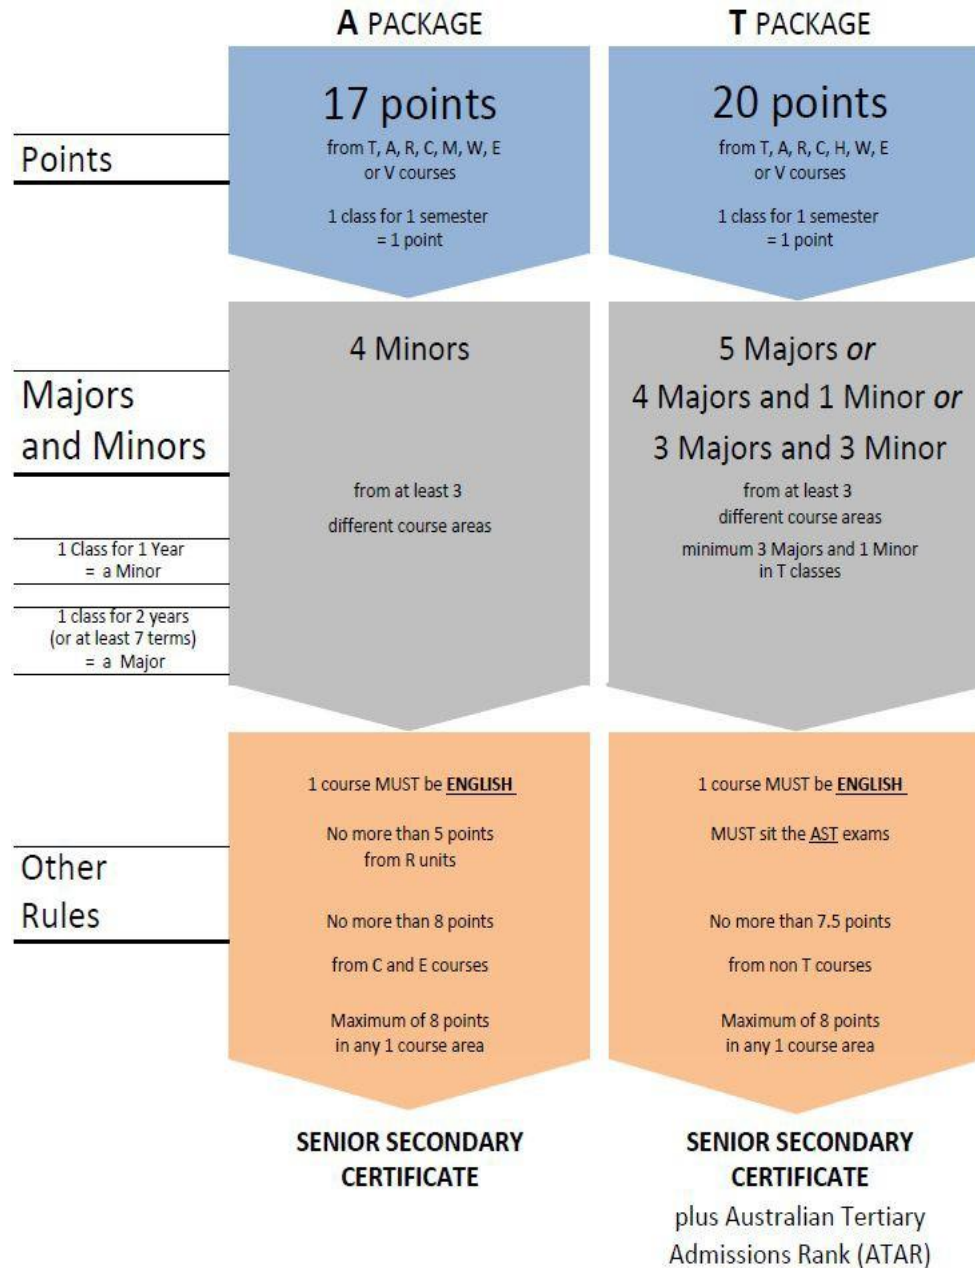 A PACKAGE
T PACKAGE
Points
17 points
from T, A, R, C, M, W, E
or V courses
1 class for 1 semester
= 1 point
20 points
from T, A, R, C, H, W, E
or V courses
1 class for 1 semester
= 1 point
Majors
and Minors
1 Class for 1 Year
= a Minor
1 class for 2 years
(or at least 7 terms)
= a Major
4 Minors
from at least 3
different course areas
5 Majors or
4 Majors and 1 Minor or
3 Majors and 3 Minor
from at least 3
different course areas
minimum 3 Majors and 1 Minor
in T classes
Other
Rules
1 course MUST be ENGLISH
No more than 5 points
from R units
No more than 8 points
from C and E courses
Maximum of 8 points
in any 1 course area
1 course MUST be ENGLISH
MUST sit the AST exams
No more than 7.5 points
from non T courses
Maximum of 8 points
in any 1 course area
SENIOR SECONDARY
CERTIFICATE
SENIOR SECONDARY
CERTIFICATE
plus Australian Tertiary
Admissions Rank (ATAR)